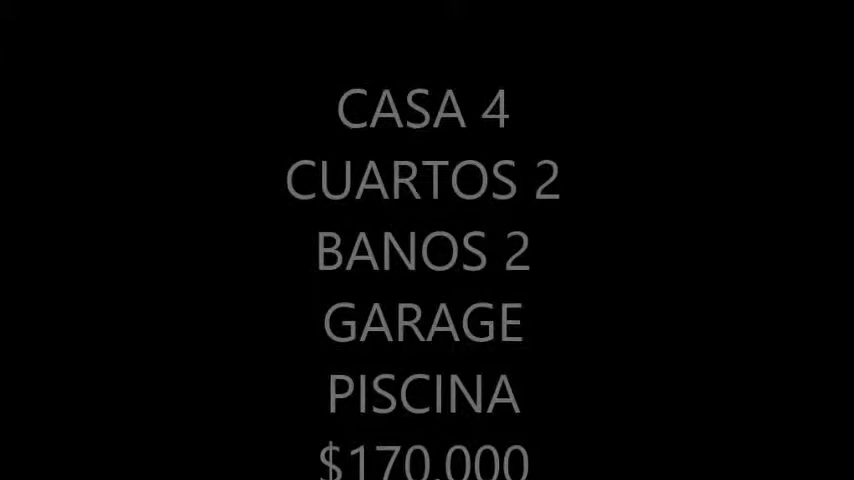 CASA 4
CUARTOS 2
BANOS 2
GARAGE
PISCINA
$170.000